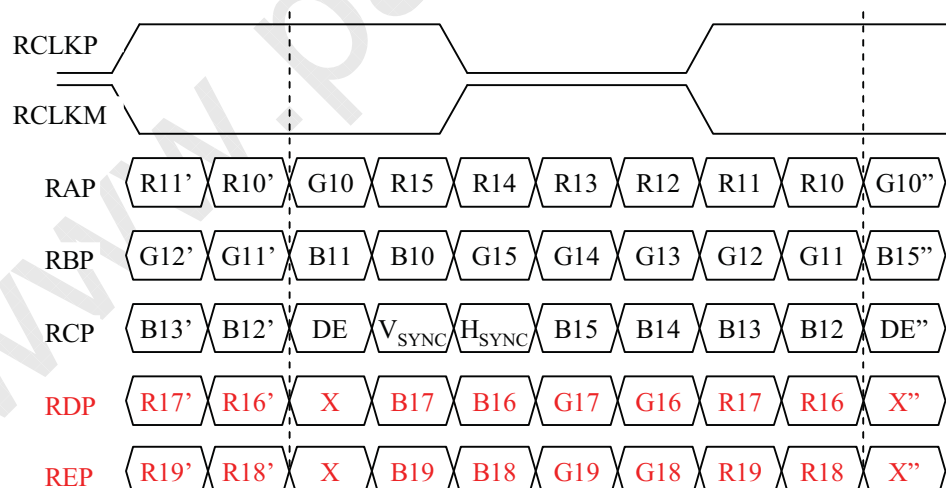 RCLKP
RCLKM
RAP R11’ R10’ G10 R15 R14 R13 R12 R11 R10 G10”
RBP G12’ G11’ B11 B10 G15 G14 G13 G12 G11 B15”
RCP B13’ B12’ DE VSYNC HSYNC B15 B14 B13 B12 DE”
RDP R17’ R16’ X B17 B16 G17 G16 R17 R16 X”
REP R19’ R18’ X B19 B18 G19 G18 R19 R18 X”
www.pa